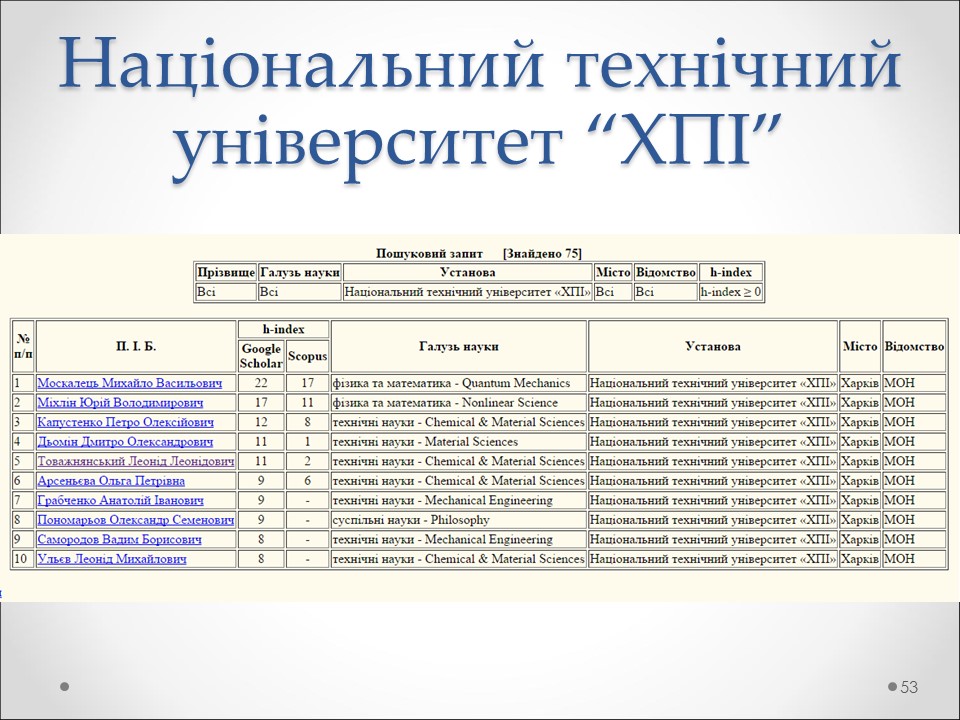 Національний технічний
університет “ХПІ”
Пошуковий запит [Знайдено 75]
Прізвище Галузь науки Установа Місто Відомство h-index
Всі Всі Національний технічний університет «ХПІ» Всі Всі h-index ≥ 0
№ п/п П. І. Б. h-index Галузь науки Установа Місто Відомство
Google Scholar Scopus
1 Москалець Михайло Васильович 22 17 фізика та математика - Quantum Mechanics Національний технічний університет «ХПІ» Харків МОН
2 Міхлін Юрій Володимирович 17 11 фізика та математика - Nonlinear Science Національний технічний університет «ХПІ» Харків МОН
3 Капустенко Петро Олексійович 12 8 технічні науки - Chemical & Material Sciences Національний технічний університет «ХПІ» Харків МОН
4 Дьомін Дмитро Олександрович 11 1 технічні науки - Material Sciences Національний технічний університет «ХПІ» Харків МОН
5 Товажнянський Леонід Леонідович 11 2 технічні науки - Chemical & Material Sciences Національний технічний університет «ХПІ» Харків МОН
6 Арсеньєва Ольга Петрівна 9 6 технічні науки - Chemical & Material Sciences Національний технічний університет «ХПІ» Харків МОН
7 Грабченко Анатолій Іванович 9 - технічні науки - Mechanical Engineering Національний технічний університет «ХПІ» Харків МОН
8 Пономарьов Олександр Семенович 9 - суспільні науки - Philosophy Національний технічний університет «ХПІ» Харків МОН
9 Самородов Вадим Борисович 8 - технічні науки - Mechanical Engineering Національний технічний університет «ХПІ» Харків МОН
10 Ульєв Леонід Михайлович 8 - технічні науки - Chemical & Material Sciences Національний технічний університет «ХПІ» Харків МОН
53